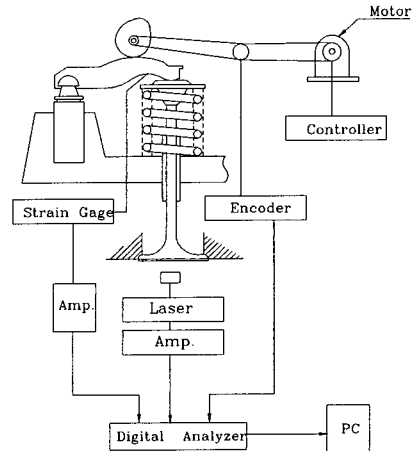 Motor
Controller
Strain Gage
Encoder
Amp.
Laser
Amp.
Digital Analyzer
PC